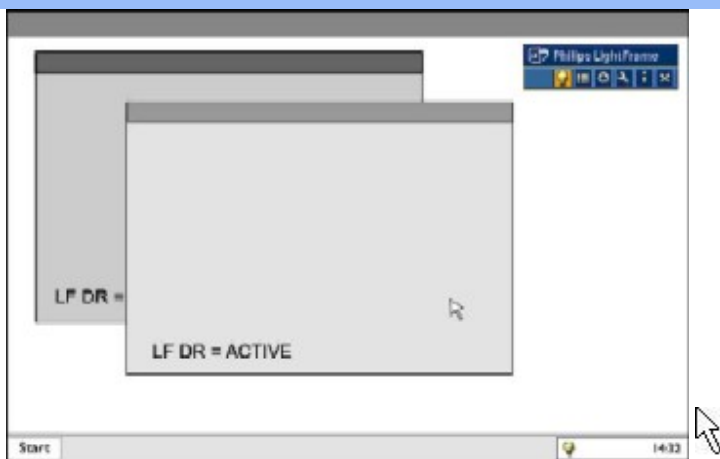 Philips LightFrame
LF DR =
LF DR = ACTIVE
Start
14:32